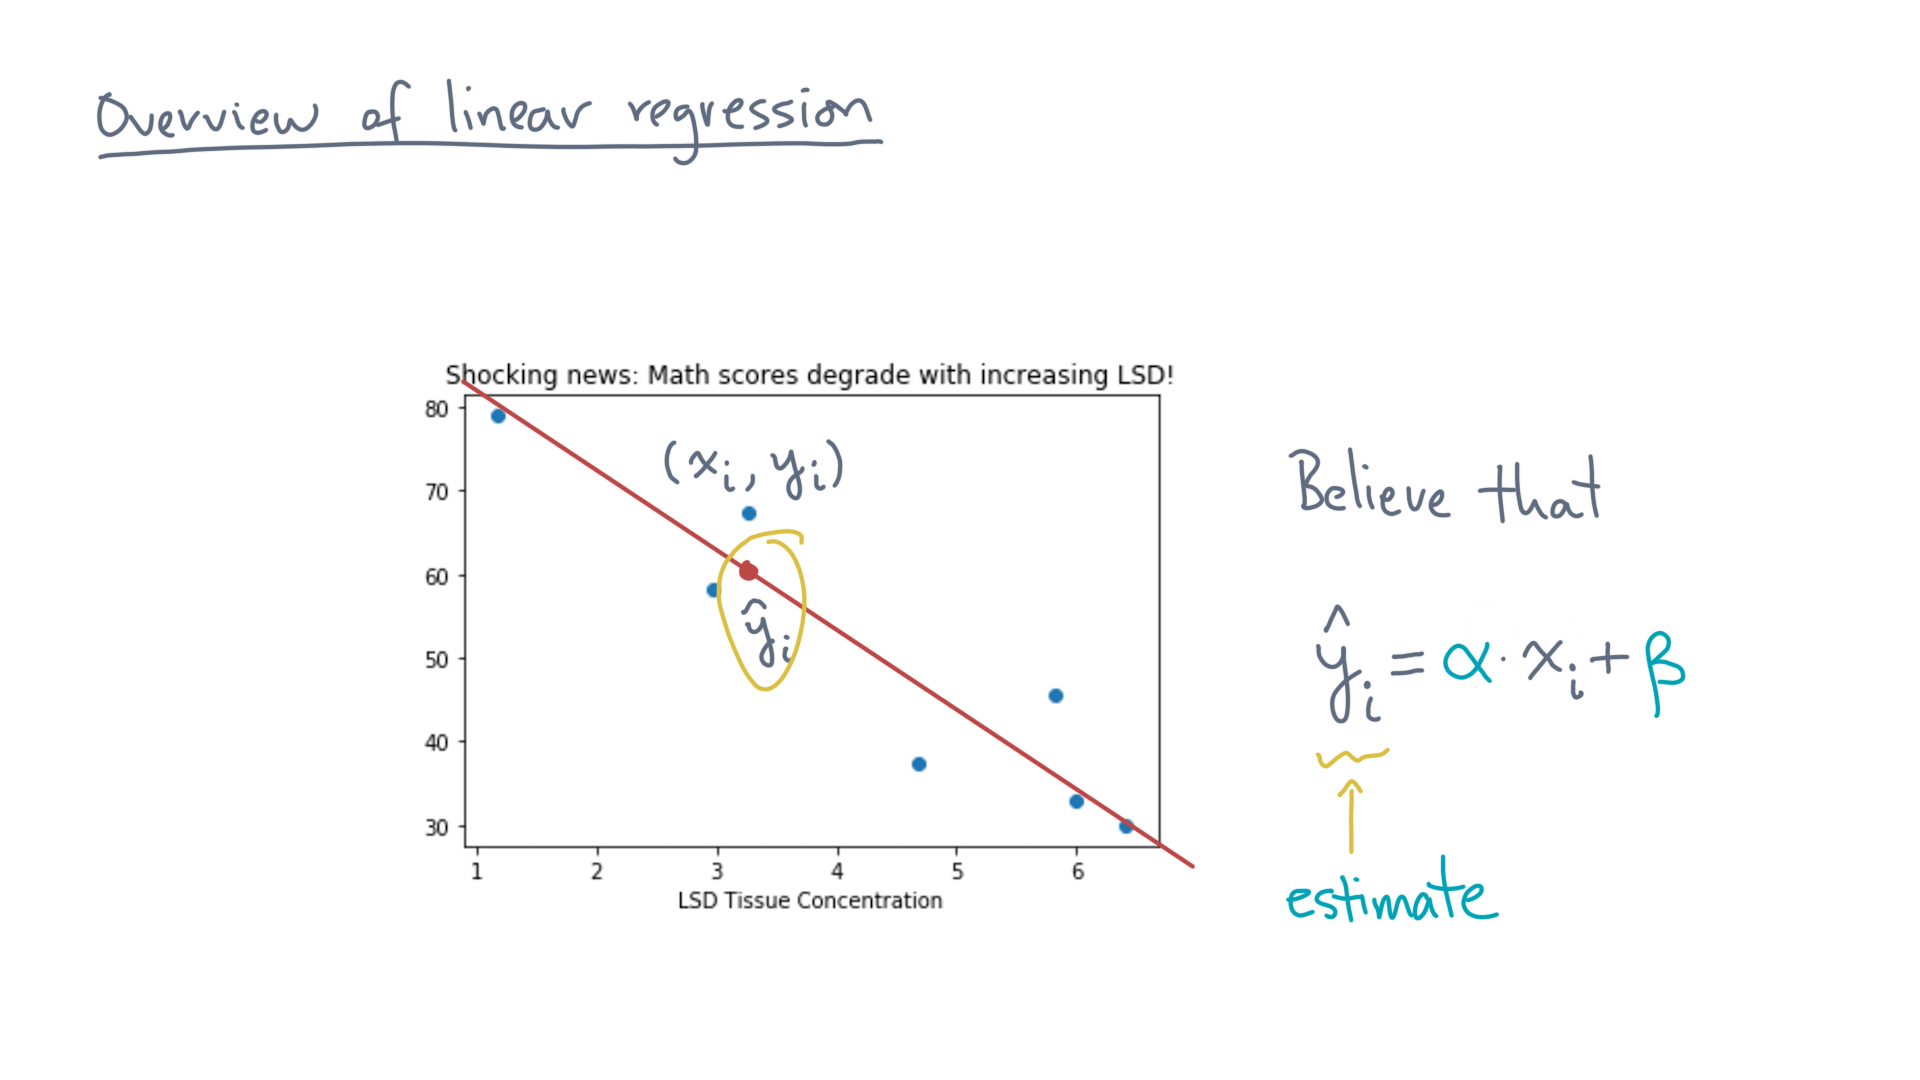 Overview of linear regression
Shocking news: Math scores degrade with increasing LSD!
80
70
60
50
40
30
(xᵢ, yᵢ)
ŷᵢ
1 2 3 4 5 6
LSD Tissue Concentration
Believe that
ŷᵢ = α · xᵢ + β
estimate